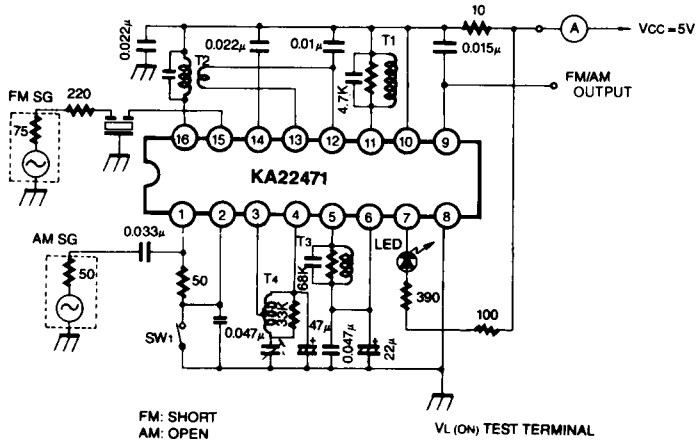 10
A
VCC=5V
0.022μ
0.022μ
0.01μ
T1
0.015μ
T2
4.7K
FM/AM
OUTPUT
FM SG
220
75
16
15
14
13
12
11
10
9
KA22471
1
2
3
4
5
6
7
8
0.033μ
AM SG
50
50
T3
LED
68K
T4
33K
390
100
SW1
0.047μ
47μ
0.047μ
22μ
FM: SHORT
AM: OPEN
VL (ON) TEST TERMINAL